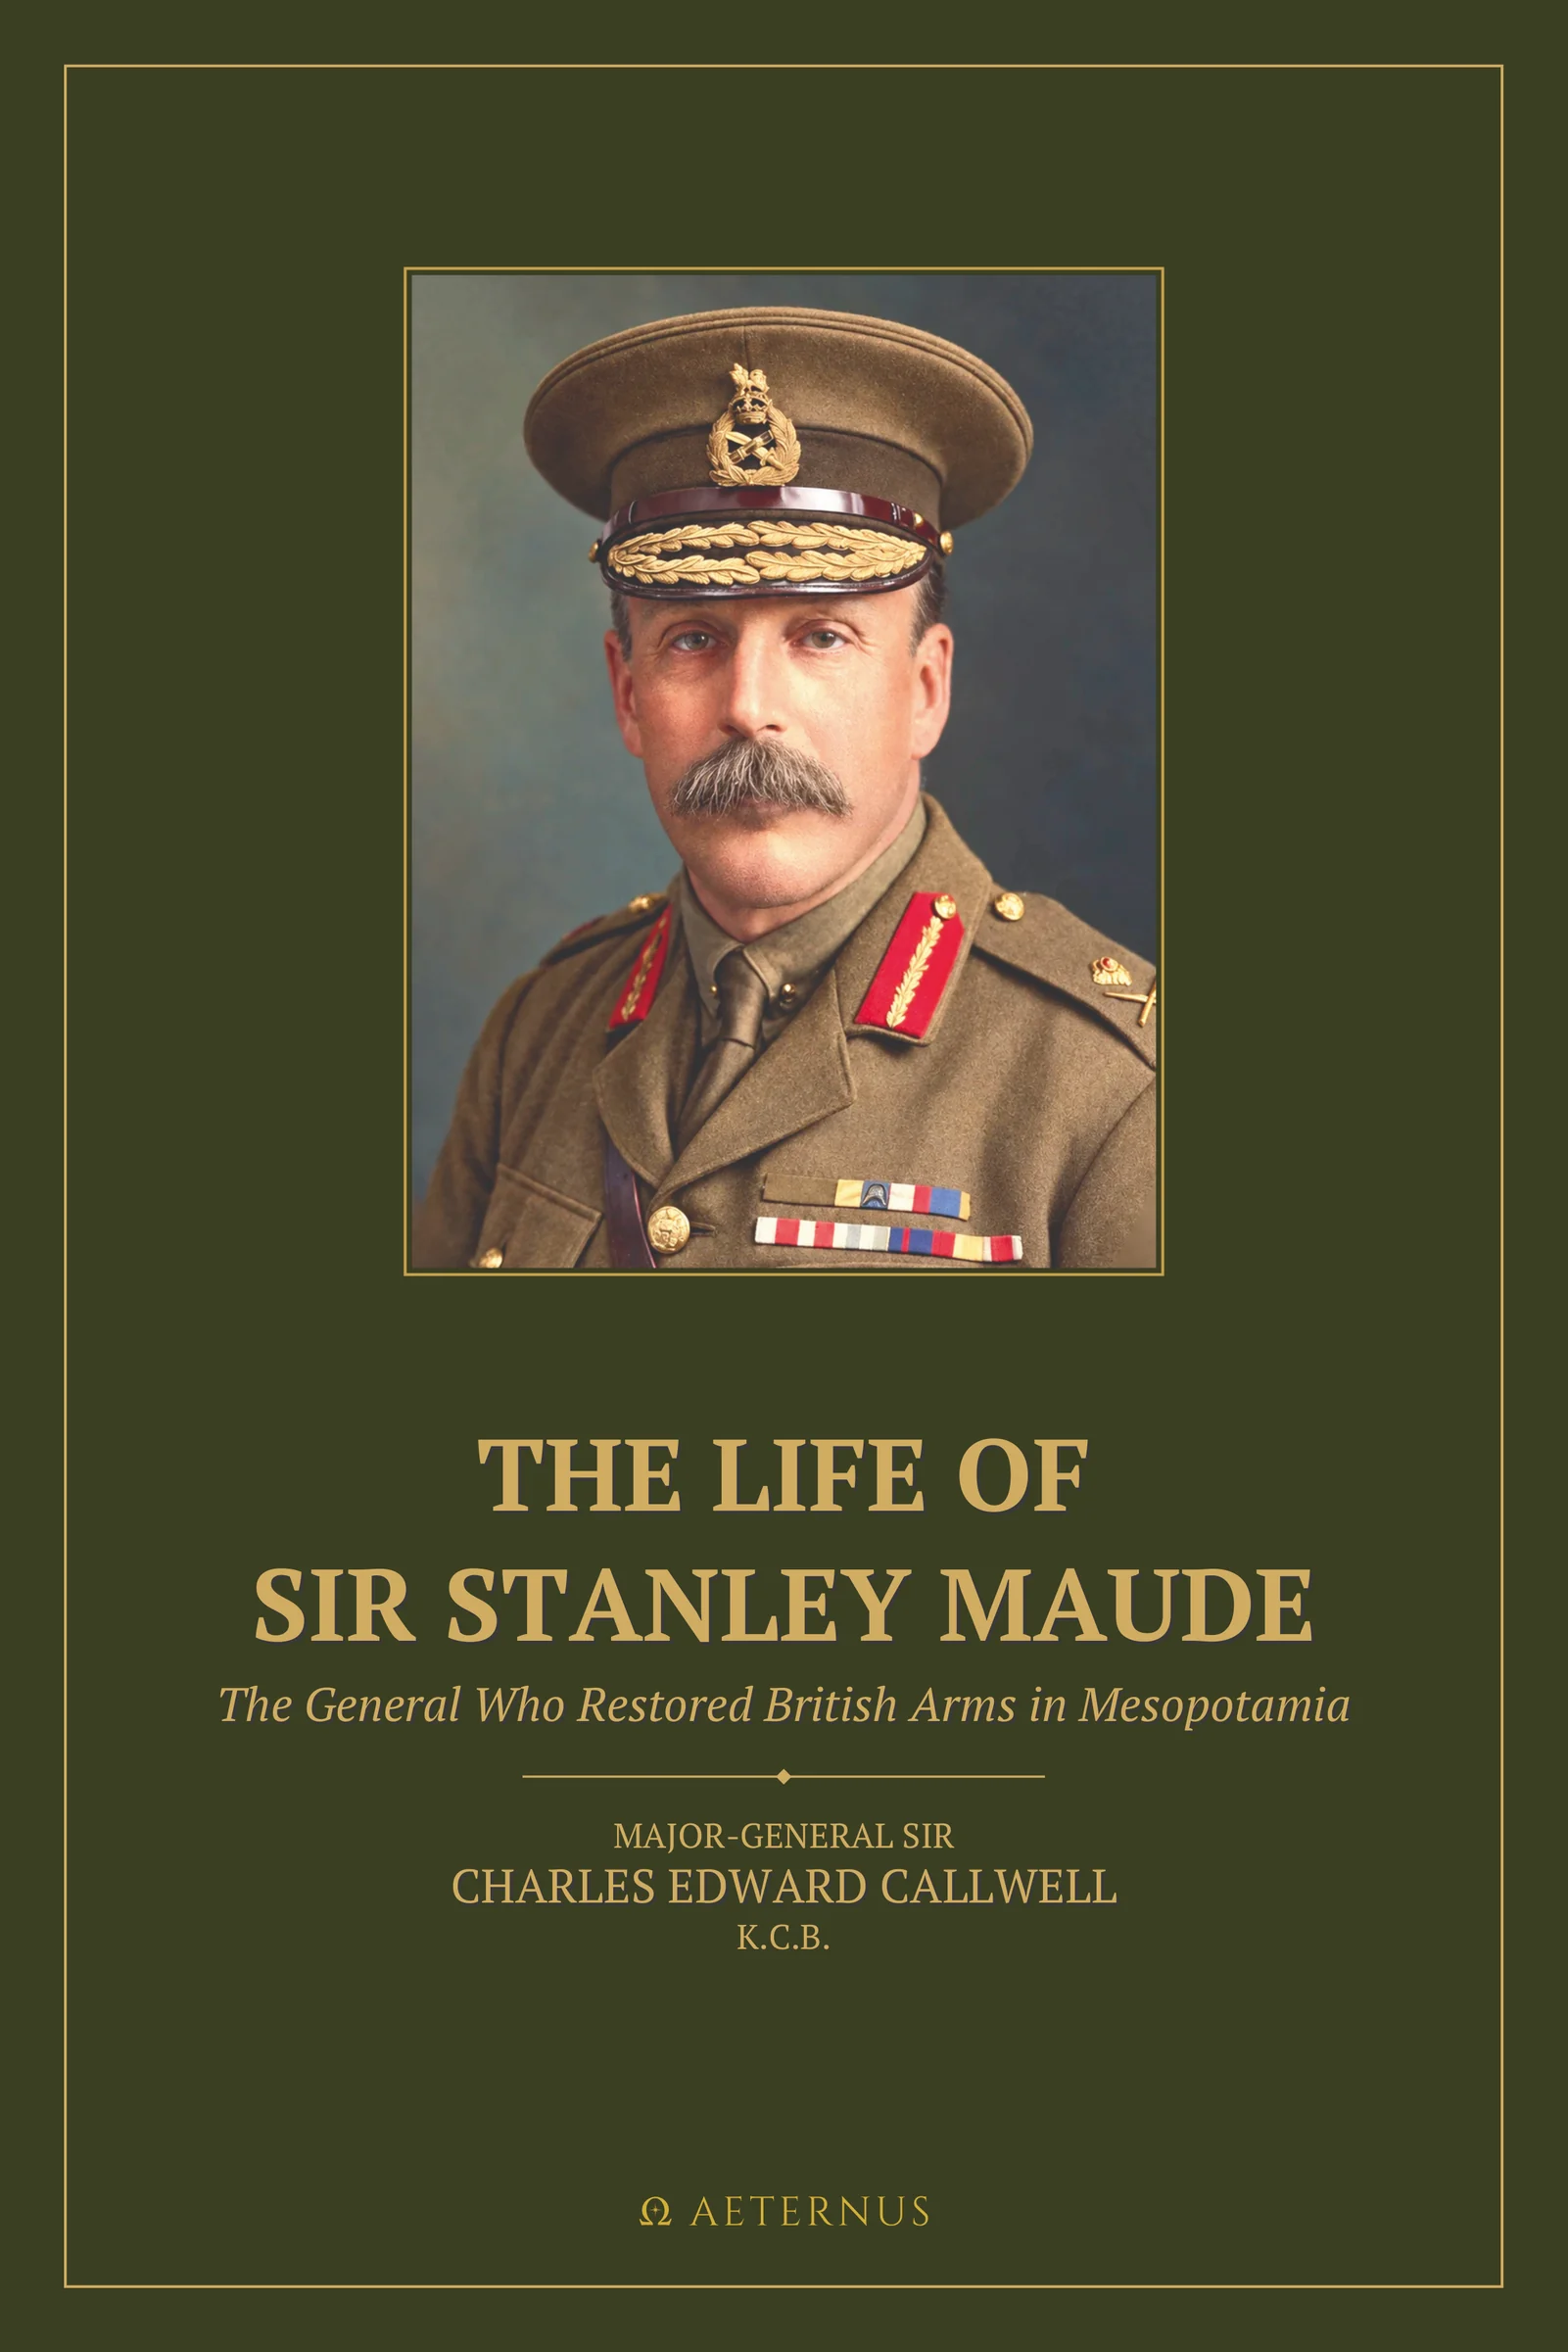 THE LIFE OF
SIR STANLEY MAUDE
The General Who Restored British Arms in Mesopotamia
MAJOR-GENERAL SIR
CHARLES EDWARD CALLWELL
K.C.B.
Ω AETERNUS